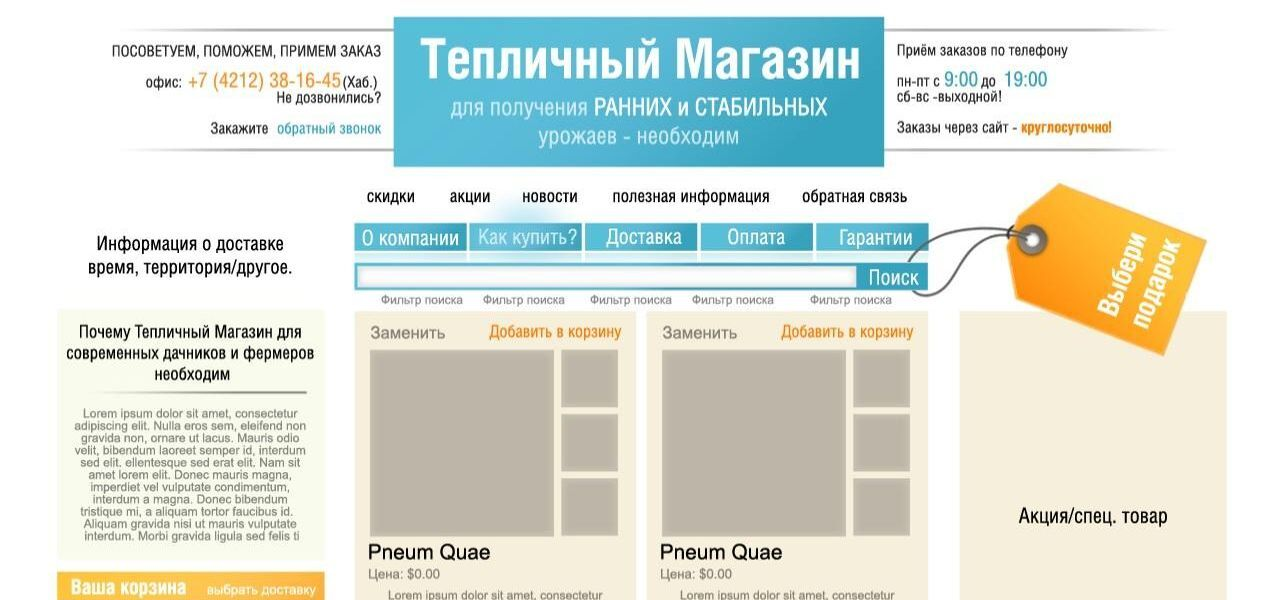 ПОСОВЕТУЕМ, ПОМОЖЕМ, ПРИМЕМ ЗАКАЗ
офис: +7 (4212) 38-16-45 (Хаб.)
Не дозвонились?
Закажите обратный звонок
Тепличный Магазин
для получения РАННИХ и СТАБИЛЬНЫХ
урожаев - необходим
Приём заказов по телефону
пн-пт с 9:00 до 19:00
сб-вс -выходной!
Заказы через сайт - круглосуточно!
скидки акции новости полезная информация обратная связь
О компании Как купить? Доставка Оплата Гарантии
Поиск
Фильтр поиска Фильтр поиска Фильтр поиска Фильтр поиска Фильтр поиска
Выбери
подарок
Информация о доставке
время, территория/другое.
Почему Тепличный Магазин для
современных дачников и фермеров
необходим
Lorem ipsum dolor sit amet, consectetur
adipiscing elit. Nulla eros sem, eleifend non
gravida non, ornare ut lacus. Mauris odio
velit, bibendum laoreet semper id, interdum
sed elit. ellentesque sed erat elit. Nam sit
amet lorem elit. Donec mauris magna,
imperdiet vel vulputate condimentum,
interdum a magna. Donec bibendum
tristique mi, a aliquam tortor faucibus id.
Aliquam gravida nisi ut mauris vulputate
interdum. Morbi gravida ligula sed felis ti
Ваша корзина выбрать доставку
Заменить Добавить в корзину
Pneum Quae
Цена: $0.00
Lorem ipsum dolor sit amet, consectetur
Заменить Добавить в корзину
Pneum Quae
Цена: $0.00
Lorem ipsum dolor sit amet, consectetur
Акция/спец. товар